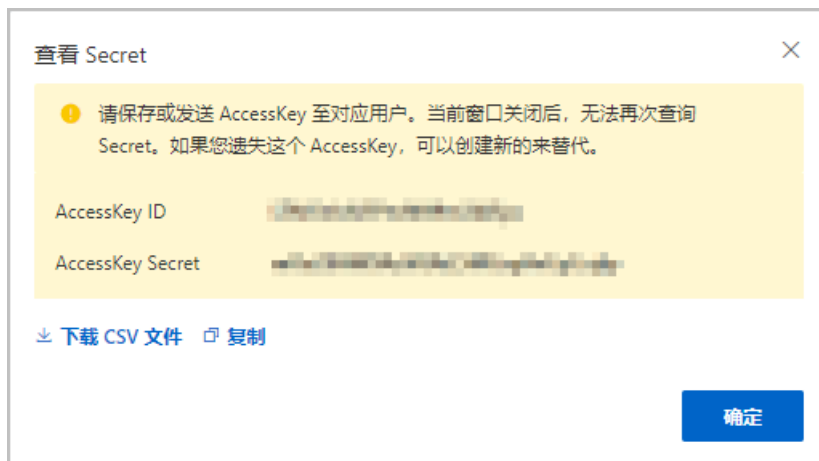 查看 Secret
请保存或发送 AccessKey 至对应用户。当前窗口关闭后，无法再次查询
Secret。如果您遗失这个 AccessKey，可以创建新的来替代。
AccessKey ID
AccessKey Secret
下载 CSV 文件 复制
确定